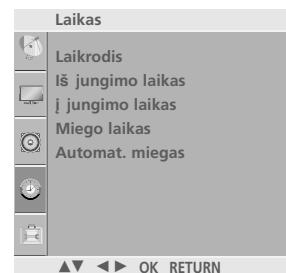 Laikas
Laikrodis
Iš jungimo laikas
į jungimo laikas
Miego laikas
Automat. miegas
▲▼ ◄► OK RETURN